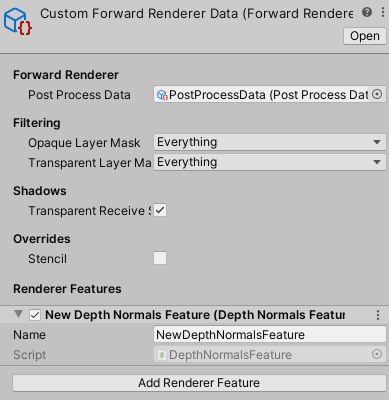 Custom Forward Renderer Data (Forward Rendere
Open
Forward Renderer
Post Process Data PostProcessData (Post Process Dat
Filtering
Opaque Layer Mask Everything
Transparent Layer Ma Everything
Shadows
Transparent Receive S
Overrides
Stencil
Renderer Features
New Depth Normals Feature (Depth Normals Featur
Name NewDepthNormalsFeature
Script DepthNormalsFeature
Add Renderer Feature